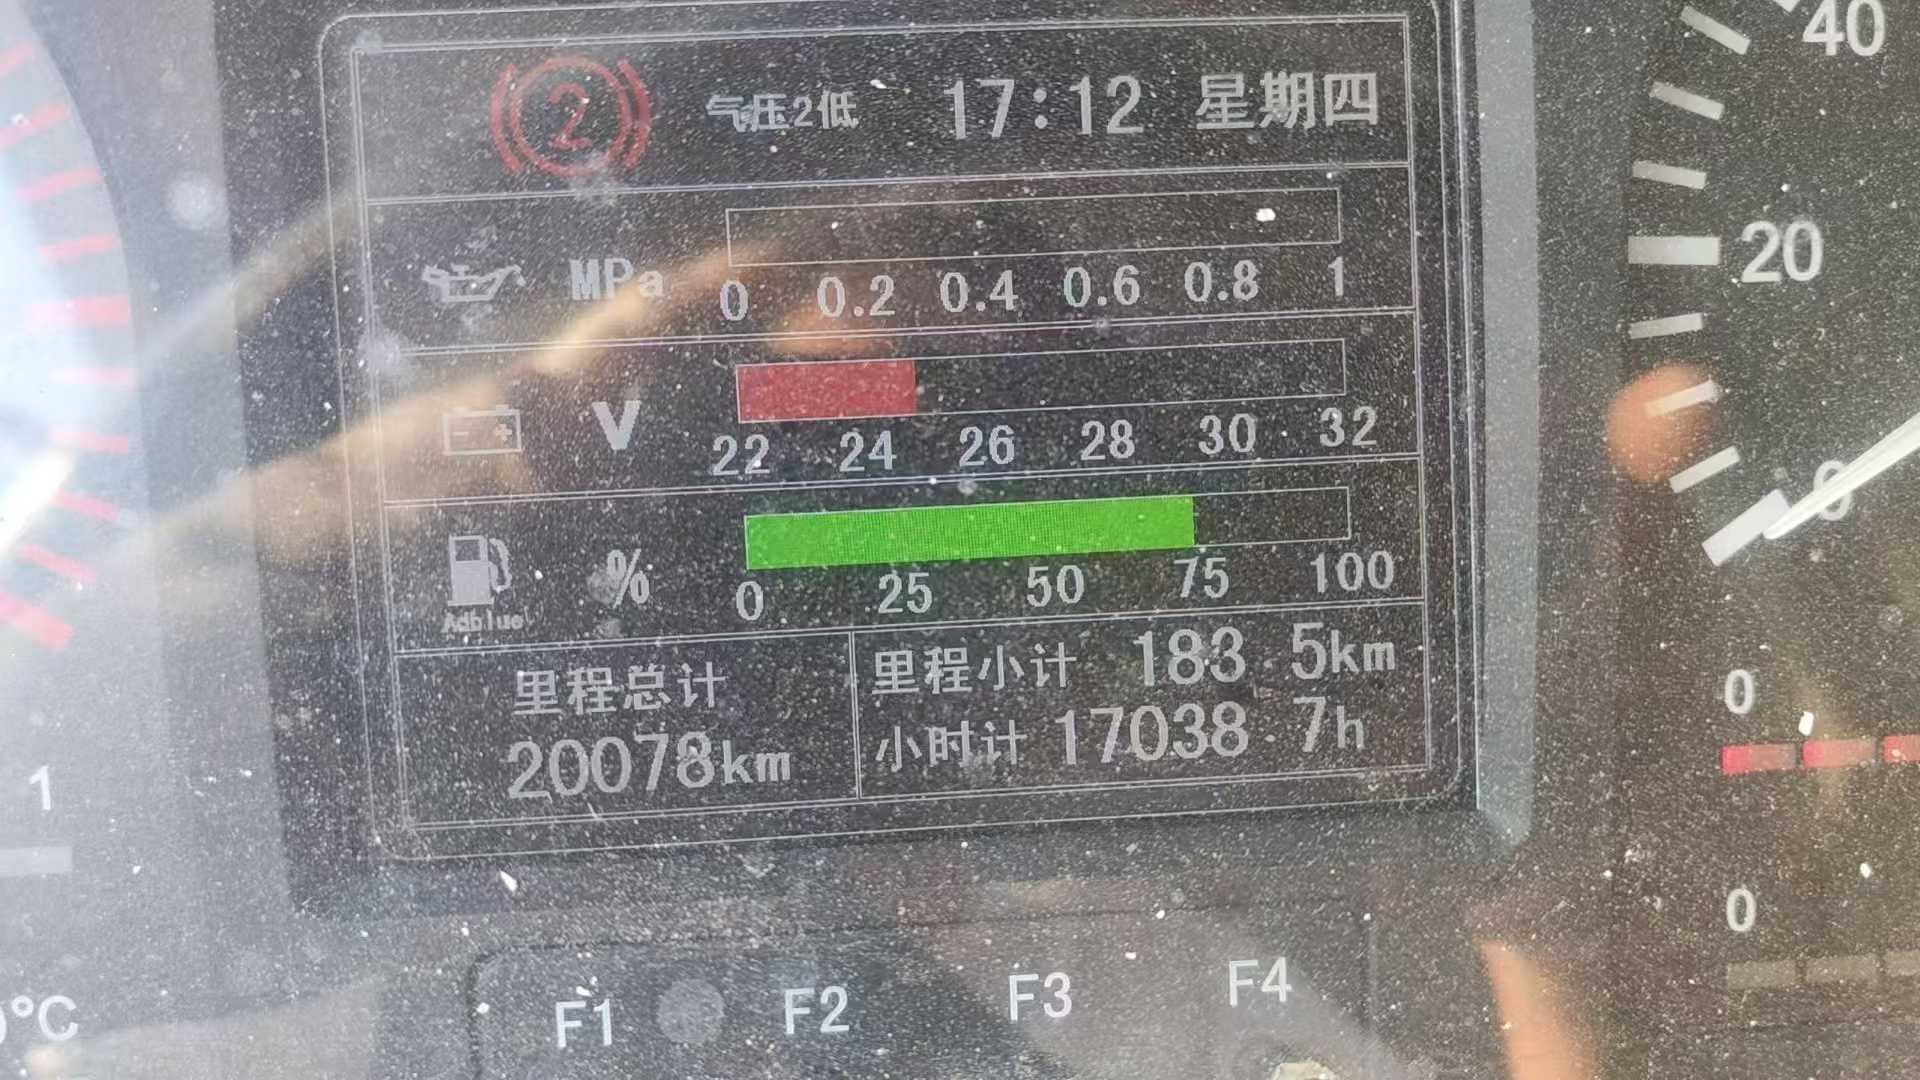 2 气压2低 17:12 星期四
MPa 0 0.2 0.4 0.6 0.8 1
V 22 24 26 28 30 32
Adblue % 0 25 50 75 100
里程总计
20078km
里程小计 183.5km
小时计 17038.7h
F1 F2 F3 F4
40
20
0
0
0
1
0°C